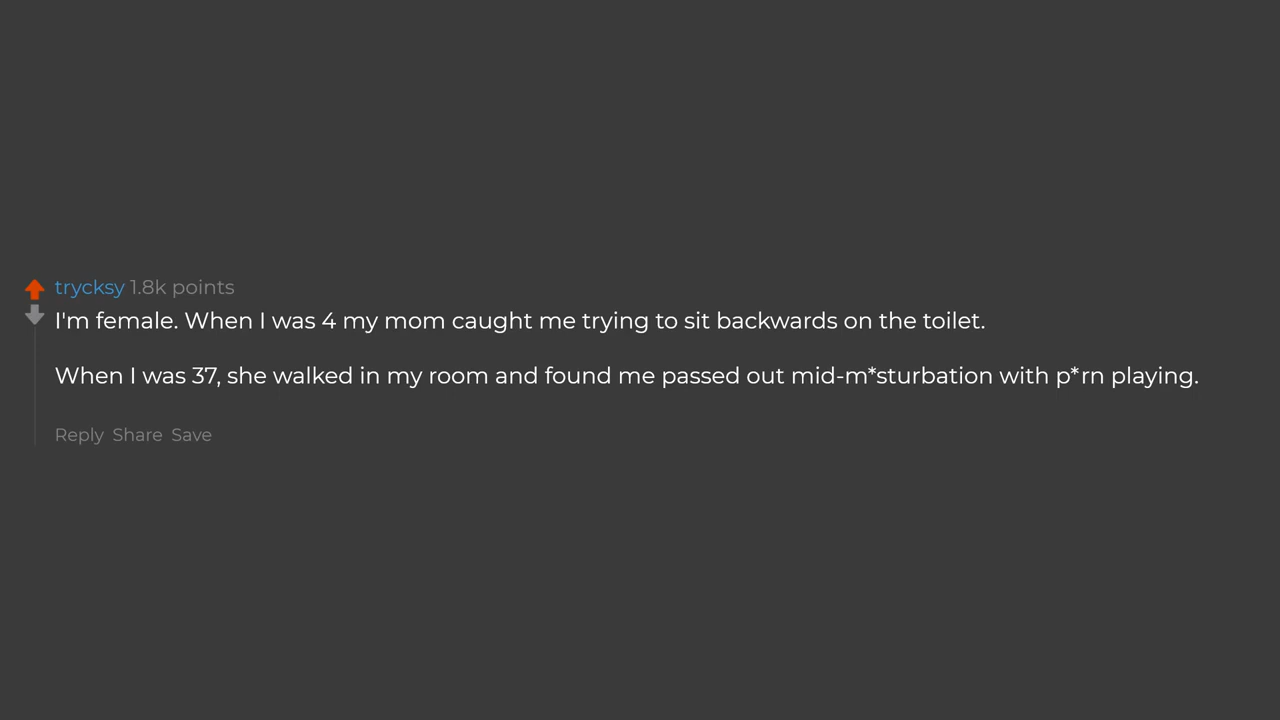 trycksy 1.8k points
I'm female. When I was 4 my mom caught me trying to sit backwards on the toilet.
When I was 37, she walked in my room and found me passed out mid-m*sturbation with p*rn playing.
Reply Share Save